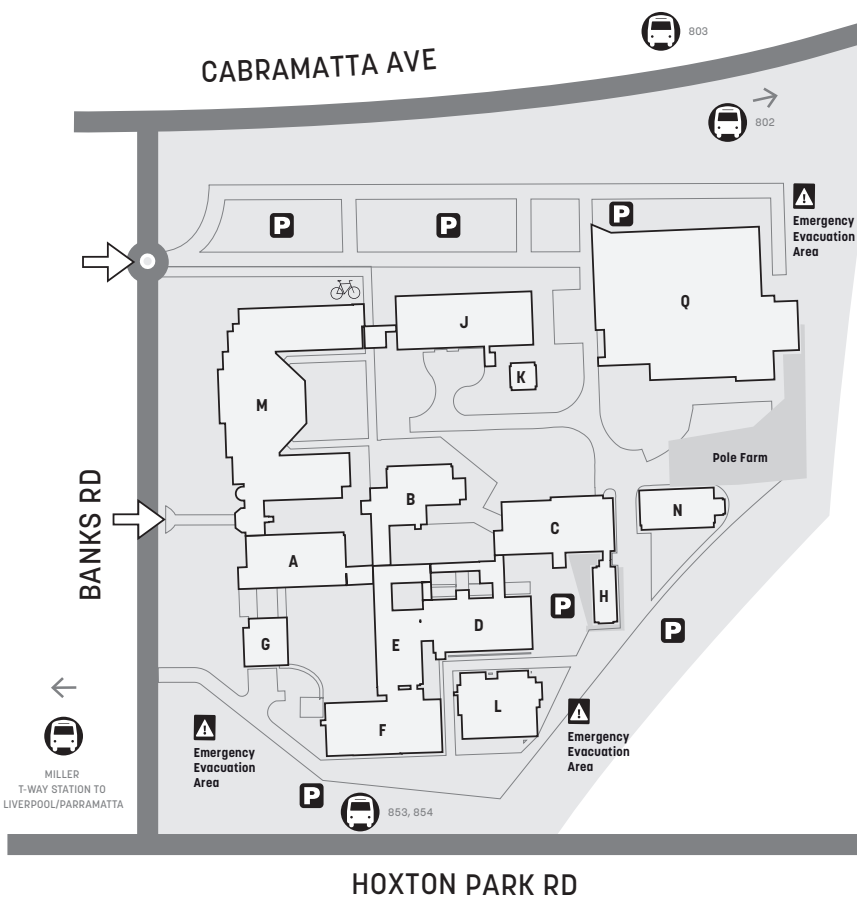 803
CABRAMATTA AVE
802
P
P
P
Emergency
Evacuation
Area
Q
J
K
M
Pole Farm
BANKS RD
B
N
C
A
H
P
D
P
G
E
L
F
Emergency
Evacuation
Area
Emergency
Evacuation
Area
MILLER
T-WAY STATION TO
LIVERPOOL/PARRAMATTA
P
853, 854
HOXTON PARK RD